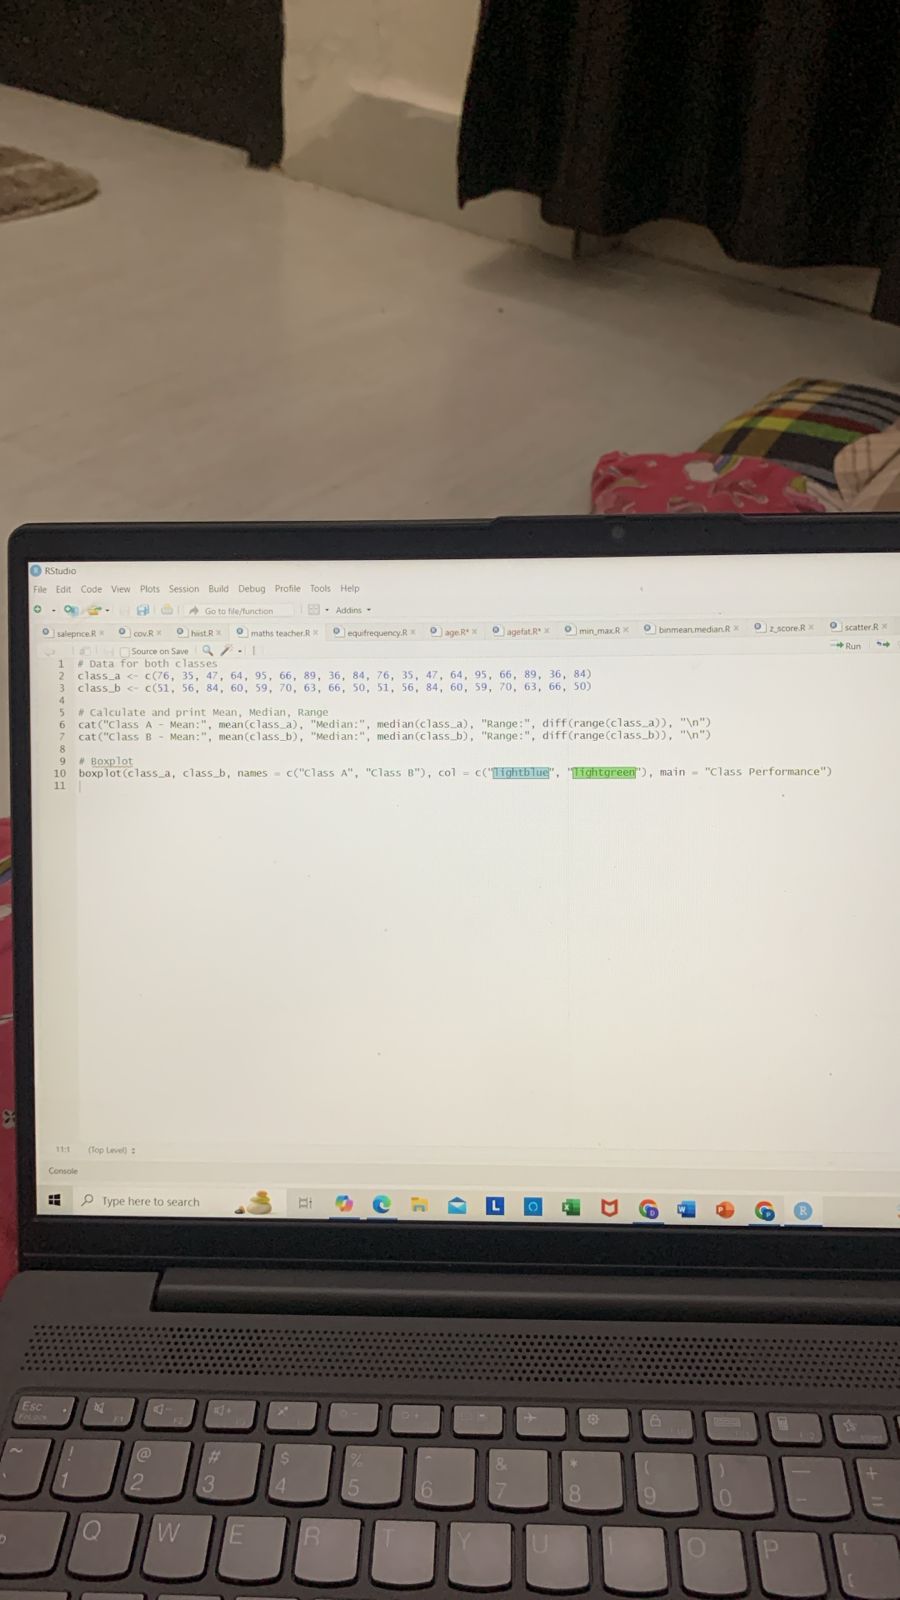 RStudio
File Edit Code View Plots Session Build Debug Profile Tools Help
Go to file/function Addins
saleprice.R cov.R hiist.R maths teacher.R equifrequency.R age.R* agefat.R* min_max.R binmean,median.R z_score.R scatter.R
Source on Save Run
1 # Data for both classes
2 class_a <- c(76, 35, 47, 64, 95, 66, 89, 36, 84, 76, 35, 47, 64, 95, 66, 89, 36, 84)
3 class_b <- c(51, 56, 84, 60, 59, 70, 63, 66, 50, 51, 56, 84, 60, 59, 70, 63, 66, 50)
4
5 # Calculate and print Mean, Median, Range
6 cat("Class A - Mean:", mean(class_a), "Median:", median(class_a), "Range:", diff(range(class_a)), "\n")
7 cat("Class B - Mean:", mean(class_b), "Median:", median(class_b), "Range:", diff(range(class_b)), "\n")
8
9 # Boxplot
10 boxplot(class_a, class_b, names = c("Class A", "Class B"), col = c("lightblue", "lightgreen"), main = "Class Performance")
11
11:1 (Top Level)
Console
Type here to search
Esc F1
! @ # $ % ^ & * ( ) — +
1 2 3 4 5 6 7 8 9 0 - =
Q W E R T Y U I O P {
[